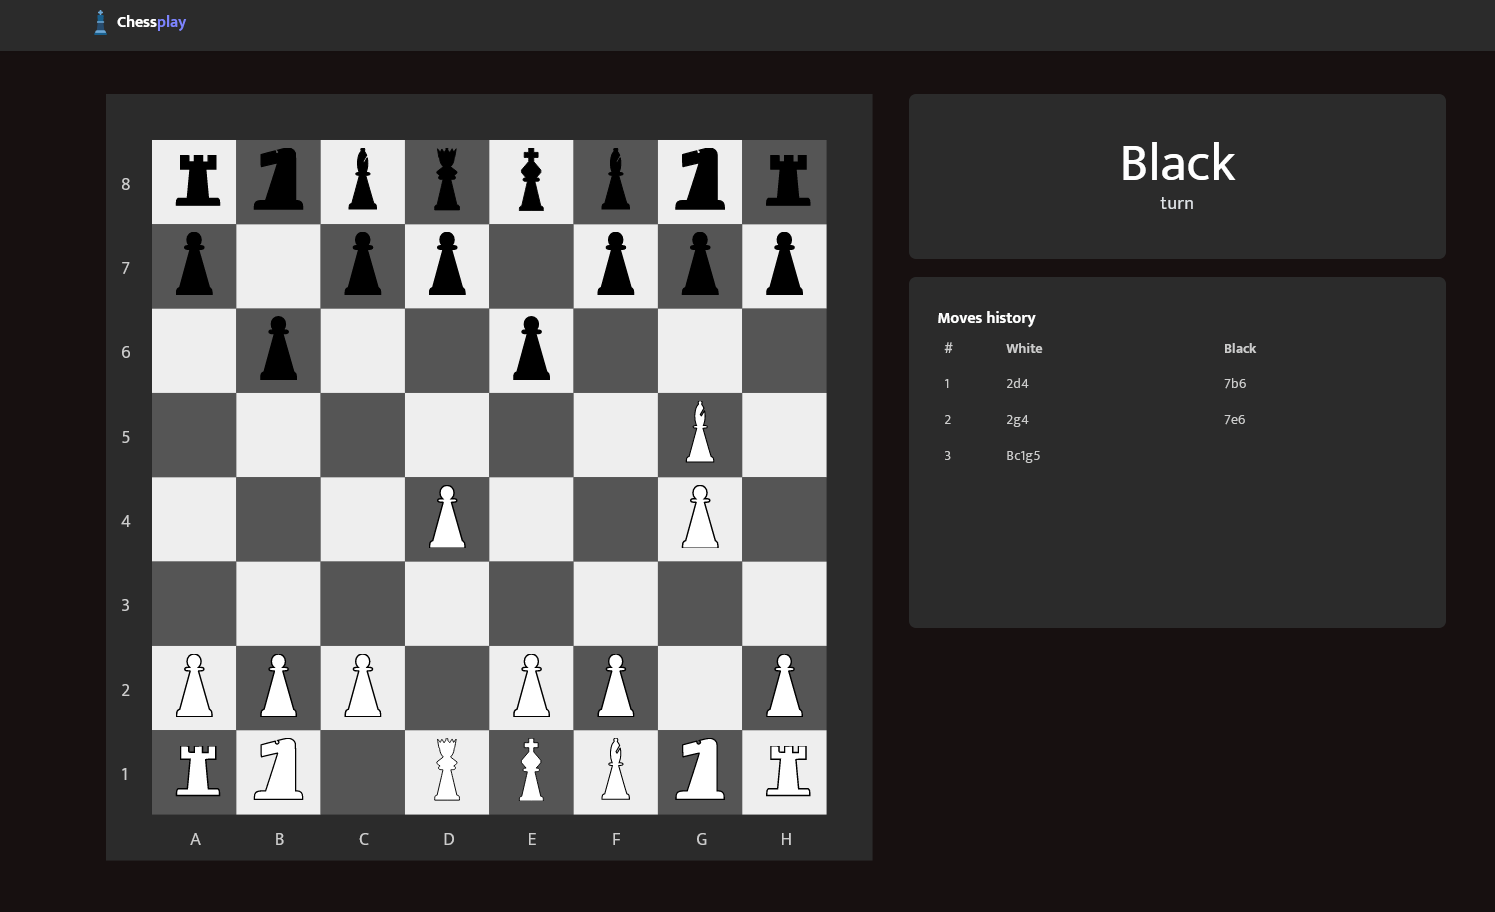 Chessplay
8
7
6
5
4
3
2
1
A B C D E F G H
Black
turn
Moves history
# White Black
1 2d4 7b6
2 2g4 7e6
3 Bc1g5